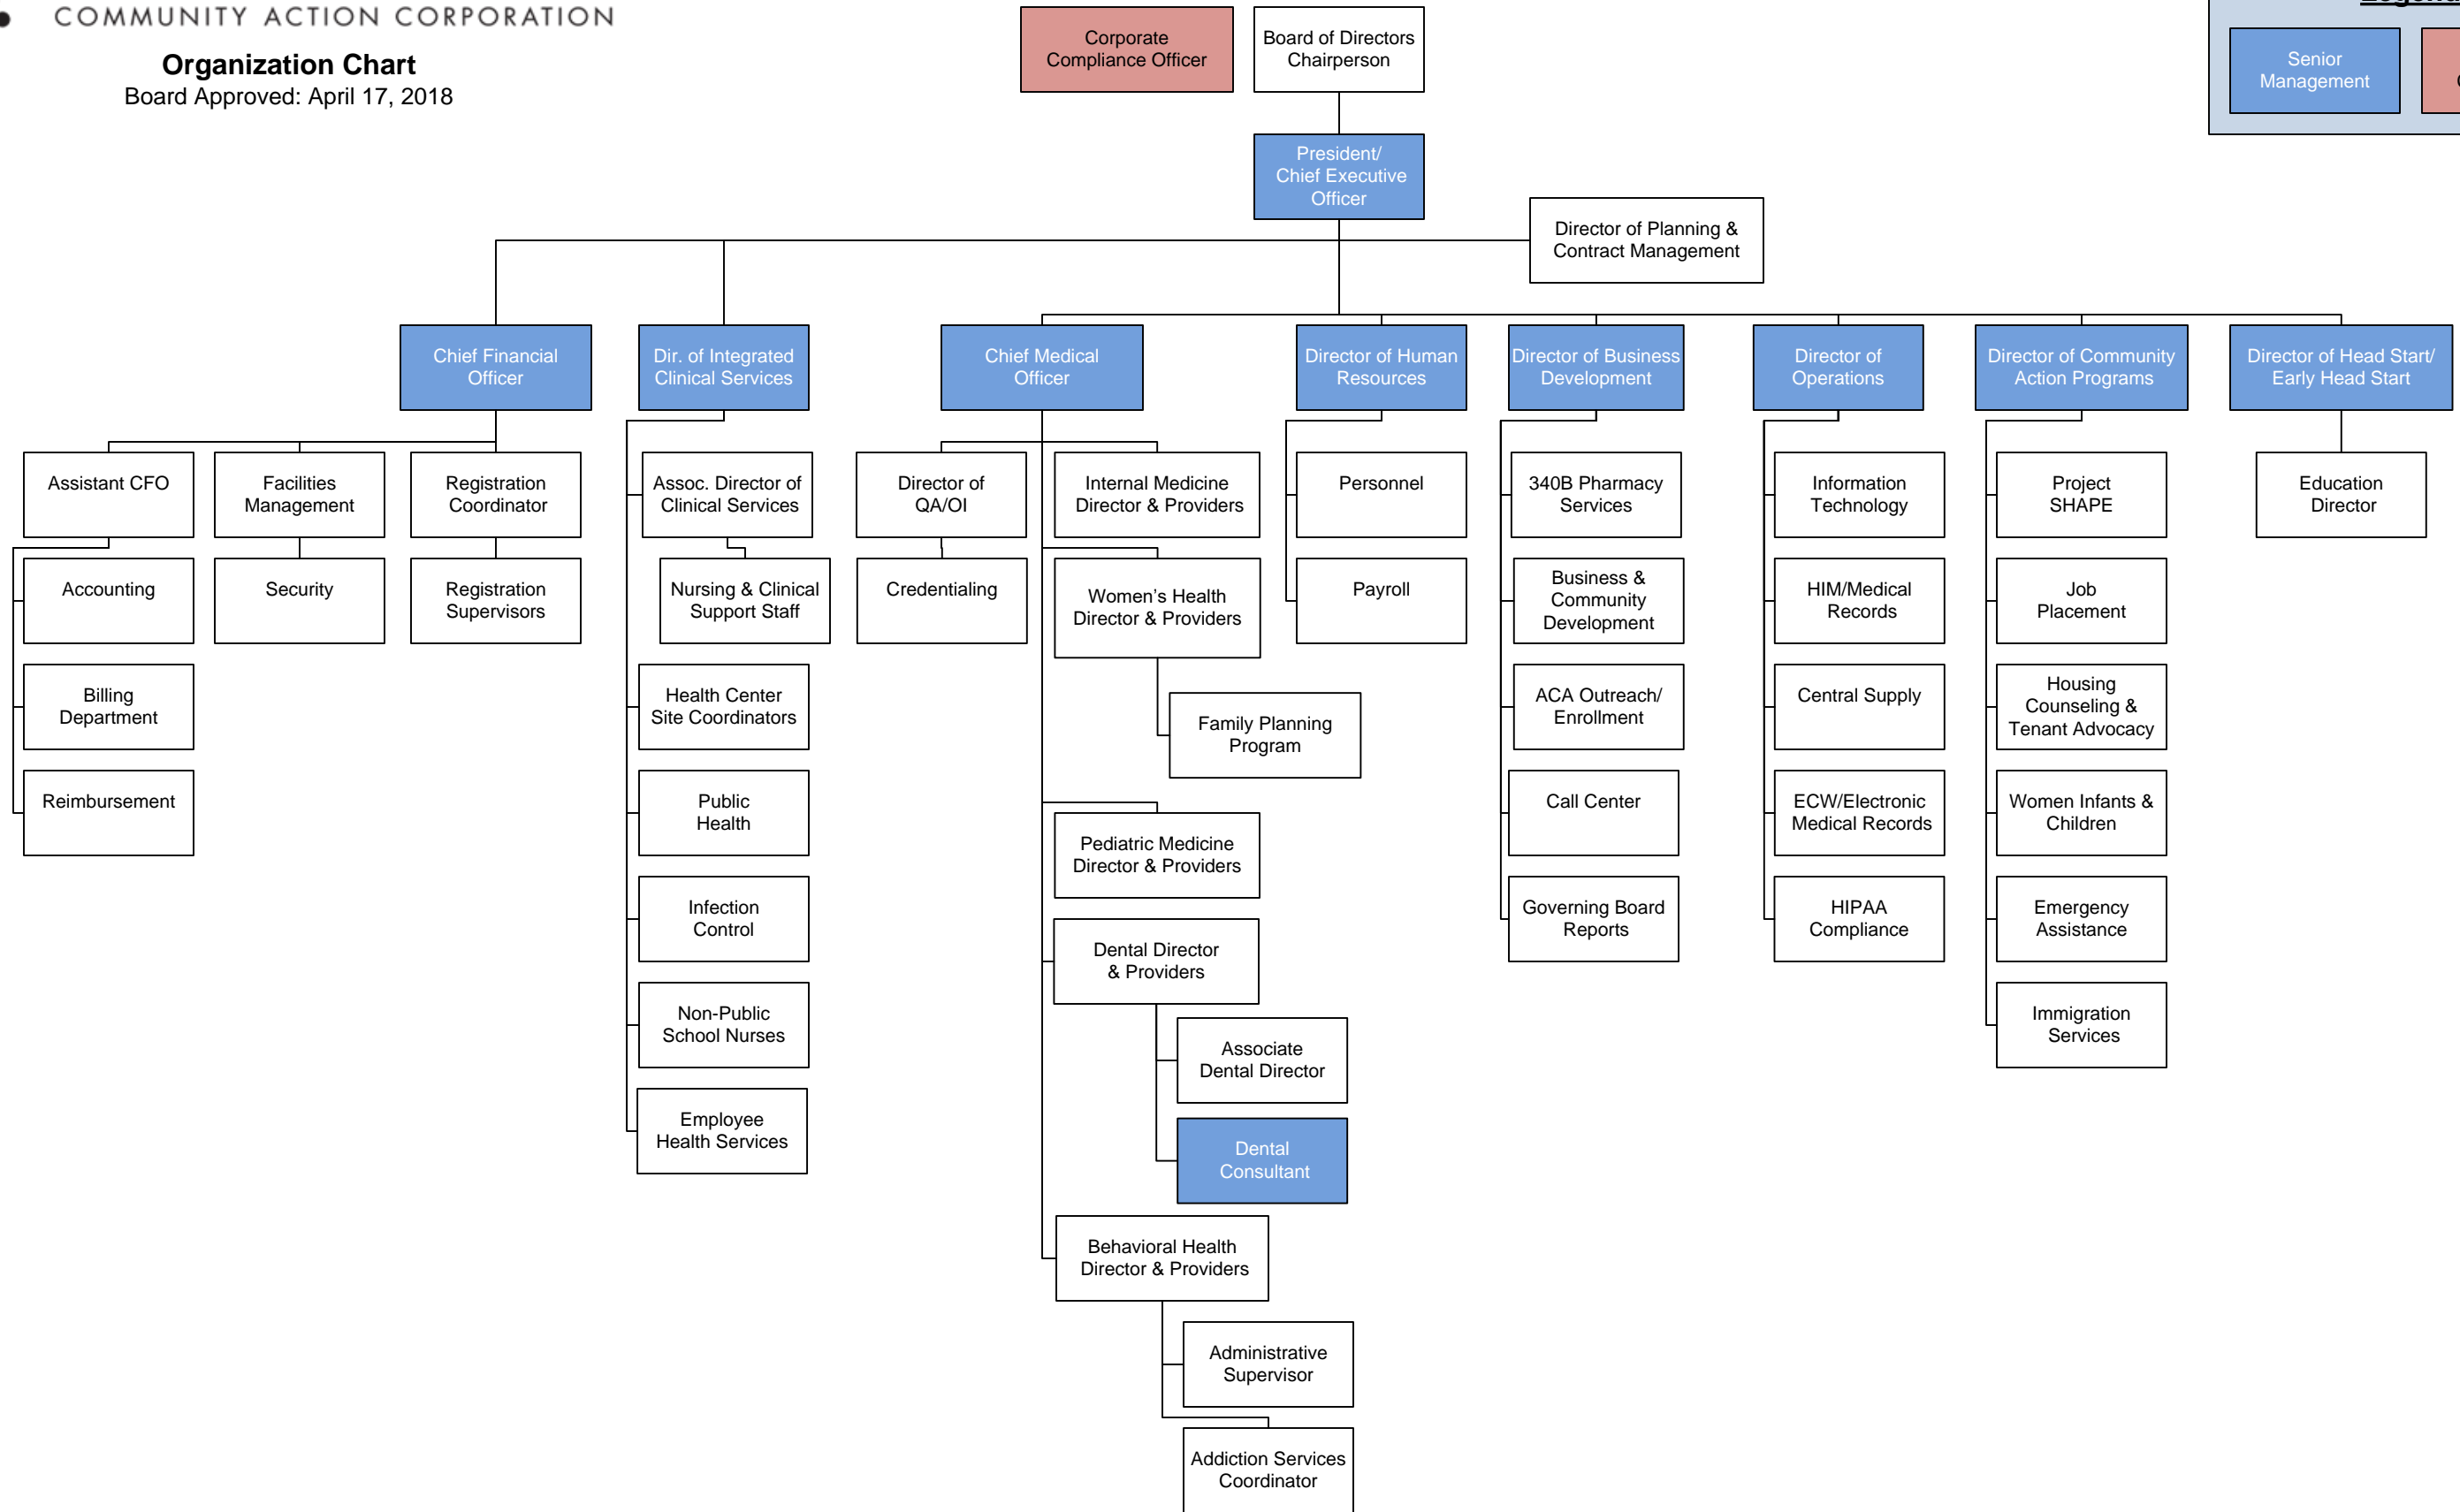 COMMUNITY ACTION CORPORATION
Organization Chart
Board Approved: April 17, 2018
Corporate
Compliance Officer
Board of Directors
Chairperson
Senior
Management
President/
Chief Executive
Officer
Director of Planning &
Contract Management
Chief Financial
Officer
Dir. of Integrated
Clinical Services
Chief Medical
Officer
Director of Human
Resources
Director of Business
Development
Director of
Operations
Director of Community
Action Programs
Director of Head Start/
Early Head Start
Assistant CFO
Facilities
Management
Registration
Coordinator
Assoc. Director of
Clinical Services
Director of
QA/OI
Internal Medicine
Director & Providers
Personnel
340B Pharmacy
Services
Information
Technology
Project
SHAPE
Education
Director
Accounting
Security
Registration
Supervisors
Nursing & Clinical
Support Staff
Credentialing
Women's Health
Director & Providers
Payroll
Business &
Community
Development
HIM/Medical
Records
Job
Placement
Billing
Department
Health Center
Site Coordinators
Family Planning
Program
ACA Outreach/
Enrollment
Central Supply
Housing
Counseling &
Tenant Advocacy
Reimbursement
Public
Health
Pediatric Medicine
Director & Providers
Call Center
ECW/Electronic
Medical Records
Women Infants &
Children
Infection
Control
Dental Director
& Providers
Governing Board
Reports
HIPAA
Compliance
Emergency
Assistance
Non-Public
School Nurses
Associate
Dental Director
Immigration
Services
Employee
Health Services
Dental
Consultant
Behavioral Health
Director & Providers
Administrative
Supervisor
Addiction Services
Coordinator